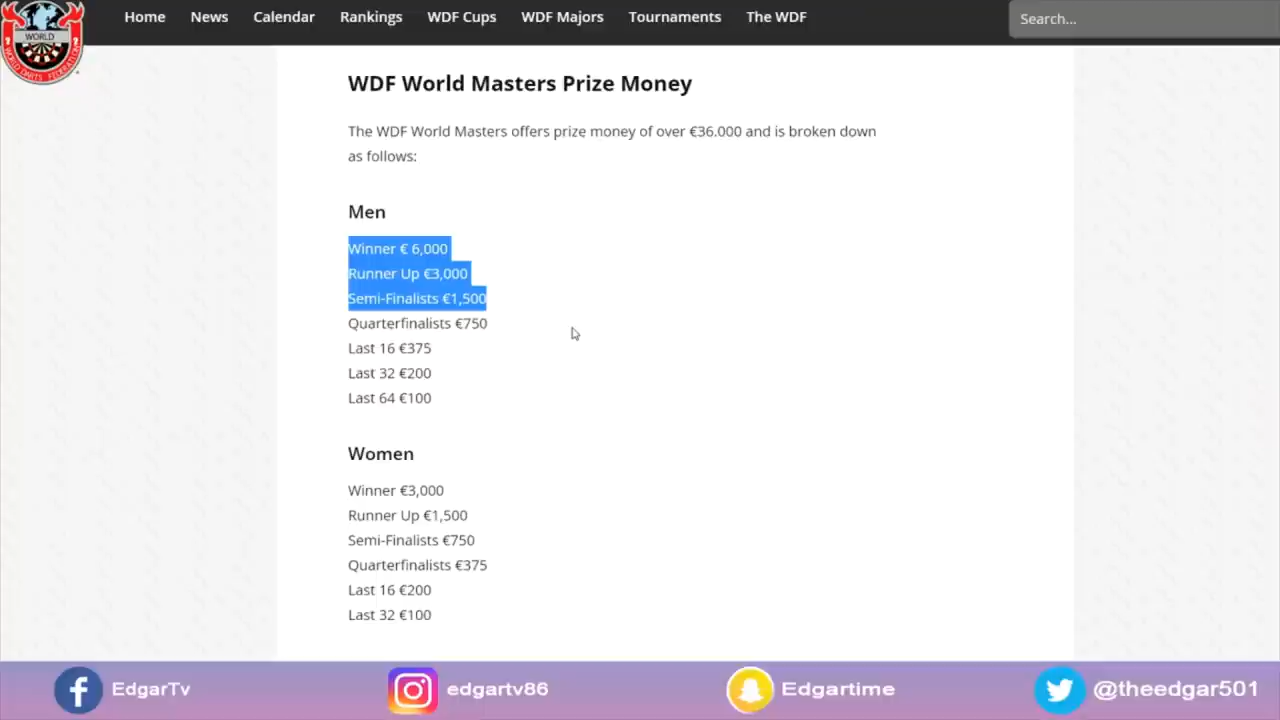 Home News Calendar Rankings WDF Cups WDF Majors Tournaments The WDF Search...
WORLD
WORLD DARTS FEDERATION
WDF World Masters Prize Money
The WDF World Masters offers prize money of over €36.000 and is broken down
as follows:
Men
Winner € 6,000
Runner Up €3,000
Semi-Finalists €1,500
Quarterfinalists €750
Last 16 €375
Last 32 €200
Last 64 €100
Women
Winner €3,000
Runner Up €1,500
Semi-Finalists €750
Quarterfinalists €375
Last 16 €200
Last 32 €100
EdgarTv edgartv86 Edgartime @theedgar501